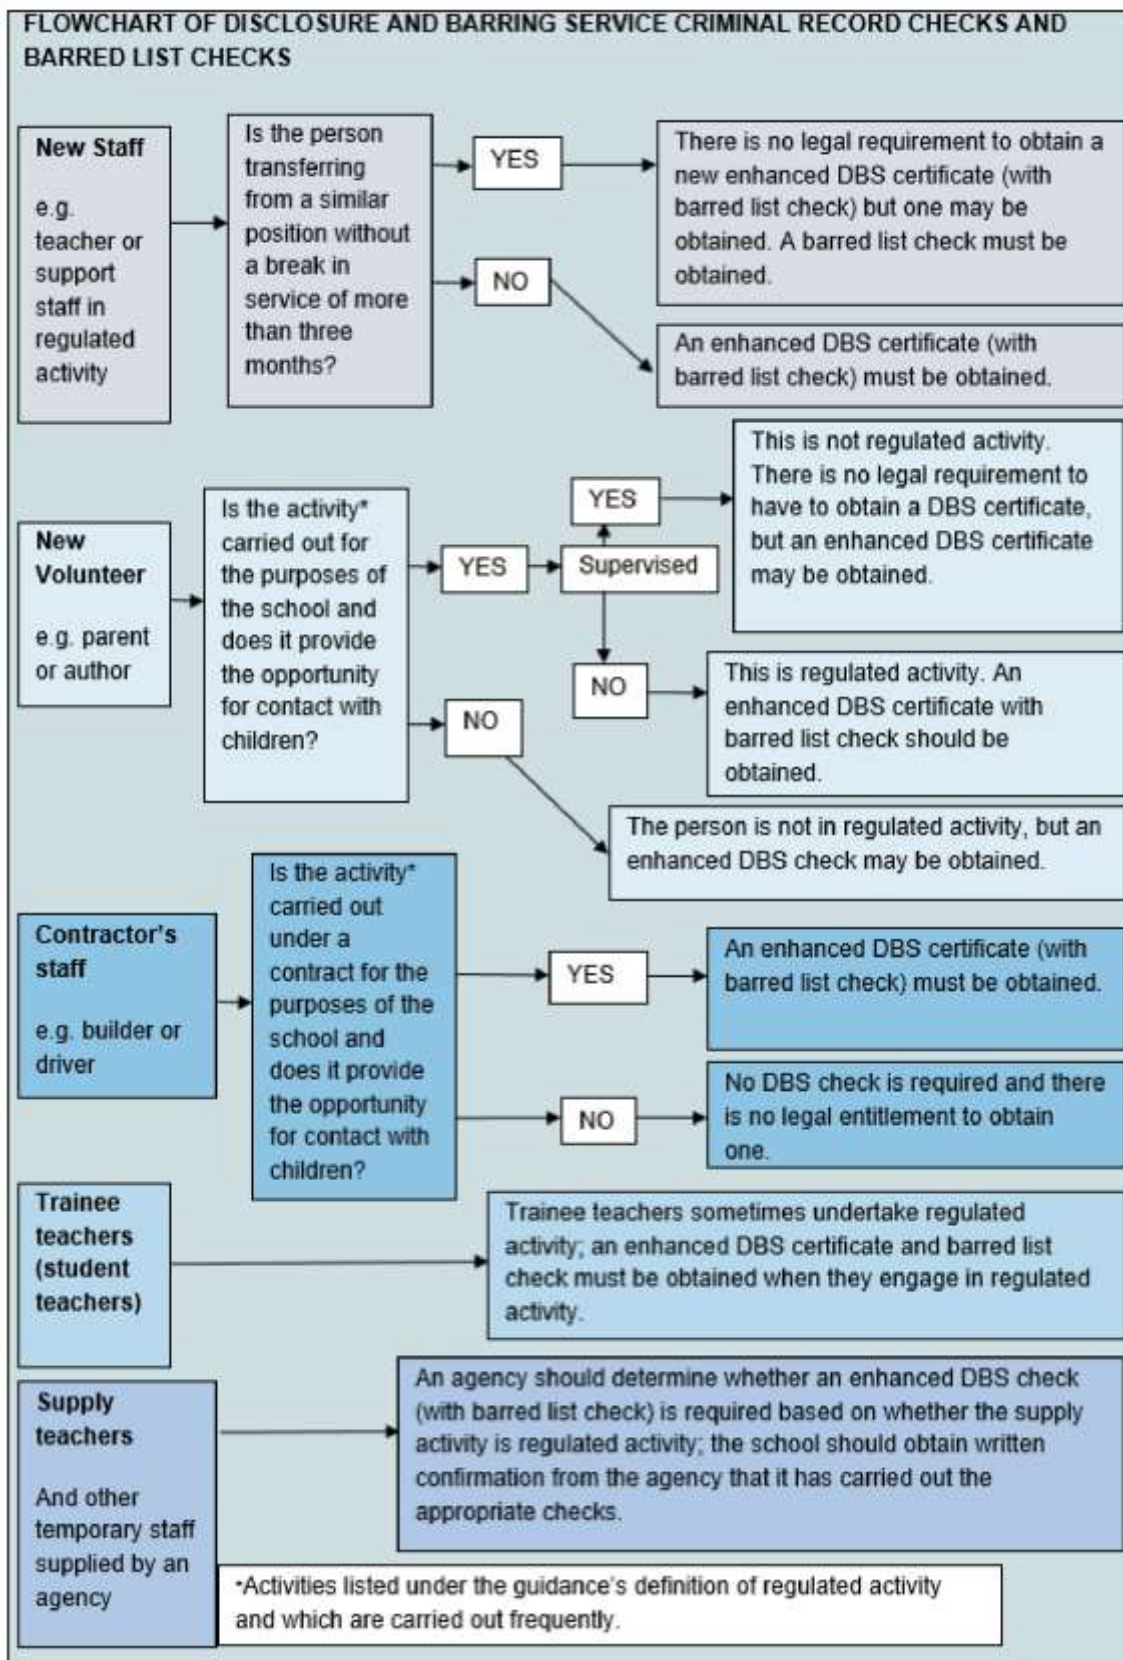 FLOWCHART OF DISCLOSURE AND BARRING SERVICE CRIMINAL RECORD CHECKS AND
BARRED LIST CHECKS
New Staff
e.g.
teacher or
support
staff in
regulated
activity
Is the person
transferring
from a similar
position without
a break in
service of more
than three
months?
YES
There is no legal requirement to obtain a
new enhanced DBS certificate (with
barred list check) but one may be
obtained. A barred list check must be
obtained.
NO
An enhanced DBS certificate (with
barred list check) must be obtained.
New
Volunteer
e.g. parent
or author
Is the activity*
carried out for
the purposes of
the school and
does it provide
the opportunity
for contact with
children?
YES
Supervised
YES
This is not regulated activity.
There is no legal requirement to
have to obtain a DBS certificate,
but an enhanced DBS certificate
may be obtained.
NO
This is regulated activity. An
enhanced DBS certificate with
barred list check should be
obtained.
NO
The person is not in regulated activity, but an
enhanced DBS check may be obtained.
Contractor's
staff
e.g. builder or
driver
Is the activity*
carried out
under a
contract for the
purposes of the
school and
does it provide
the opportunity
for contact with
children?
YES
An enhanced DBS certificate (with
barred list check) must be obtained.
NO
No DBS check is required and there
is no legal entitlement to obtain
one.
Trainee
teachers
(student
teachers)
Trainee teachers sometimes undertake regulated
activity; an enhanced DBS certificate and barred list
check must be obtained when they engage in regulated
activity.
Supply
teachers
And other
temporary staff
supplied by an
agency
An agency should determine whether an enhanced DBS check
(with barred list check) is required based on whether the supply
activity is regulated activity; the school should obtain written
confirmation from the agency that it has carried out the
appropriate checks.
*Activities listed under the guidance's definition of regulated activity
and which are carried out frequently.